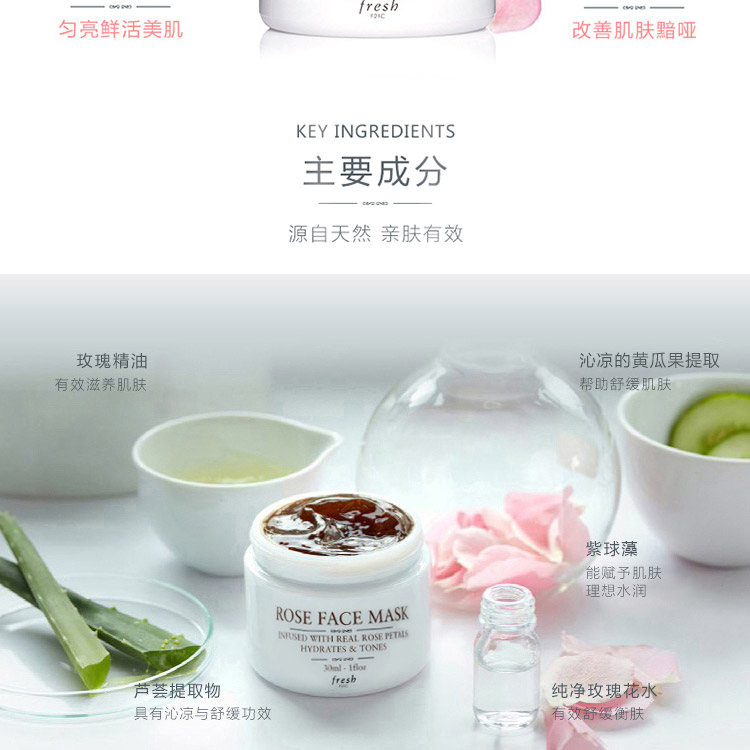 fresh
匀亮鲜活美肌
改善肌肤黯哑
KEY INGREDIENTS
主要成分
源自天然 亲肤有效
玫瑰精油
有效滋养肌肤
沁凉的黄瓜果提取
帮助舒缓肌肤
紫球藻
能赋予肌肤
理想水润
ROSE FACE MASK
INFUSED WITH REAL ROSE PETALS
HYDRATES & TONES
30ml - 1floz
fresh
芦荟提取物
具有沁凉与舒缓功效
纯净玫瑰花水
有效舒缓衡肤